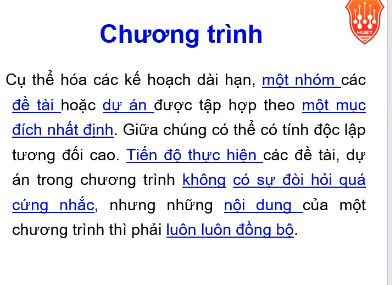 HUST
Chương trình
Cụ thể hóa các kế hoạch dài hạn, một nhóm các
đề tài hoặc dự án được tập hợp theo một mục
đích nhất định. Giữa chúng có thể có tính độc lập
tương đối cao. Tiến độ thực hiện các đề tài, dự
án trong chương trình không có sự đòi hỏi quá
cứng nhắc, nhưng những nội dung của một
chương trình thì phải luôn luôn đồng bộ.